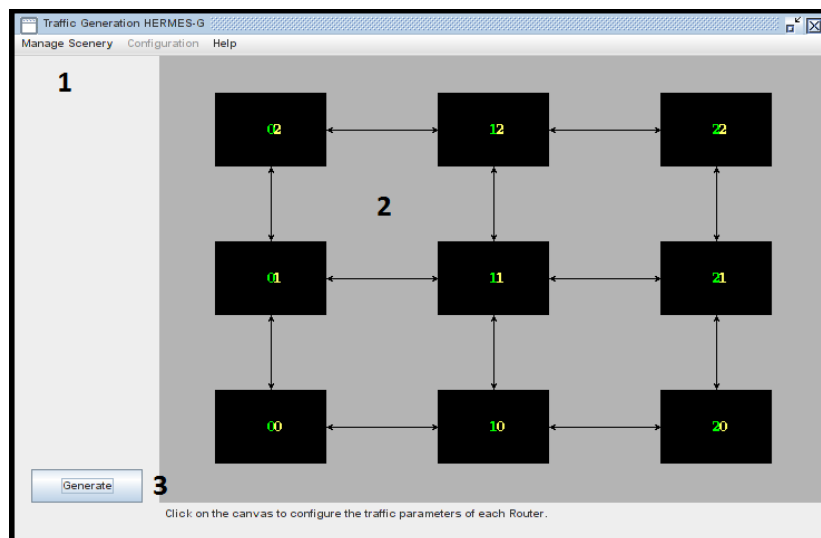 Traffic Generation HERMES-G
Manage Scenery Configuration Help
1
02 12 22
2
01 11 21
00 10 20
Generate 3
Click on the canvas to configure the traffic parameters of each Router.